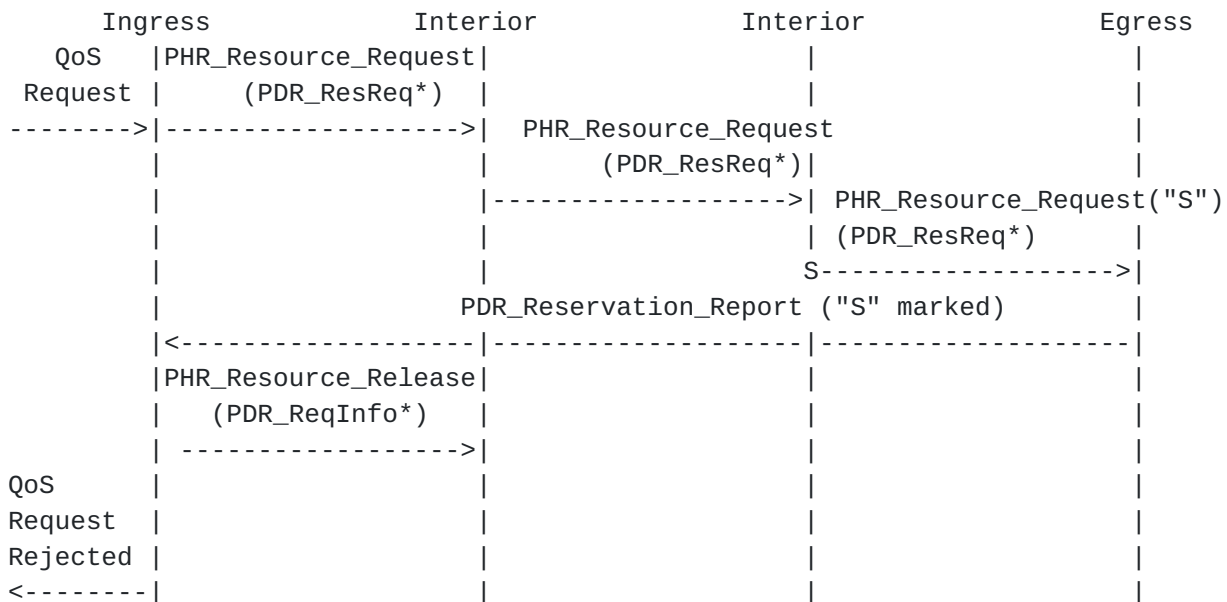 Ingress             Interior             Interior               Egress
   QoS   |PHR_Resource_Request|                    |                    |
 Request |     (PDR_ResReq*)  |                    |                    |
-------->|------------------->|  PHR_Resource_Request                   |
         |                    |       (PDR_ResReq*)|                    |
         |                    |------------------->| PHR_Resource_Request("S")
         |                    |                    | (PDR_ResReq*)      |
         |                    |                    S------------------->|
         |                   PDR_Reservation_Report ("S" marked)        |
         |<-------------------|--------------------|--------------------|
         |PHR_Resource_Release|                    |                    |
         |   (PDR_ReqInfo*)   |                    |                    |
         | ------------------>|                    |                    |
QoS      |                    |                    |                    |
Request  |                    |                    |                    |
Rejected |                    |                    |                    |
<--------|                    |                    |                    |